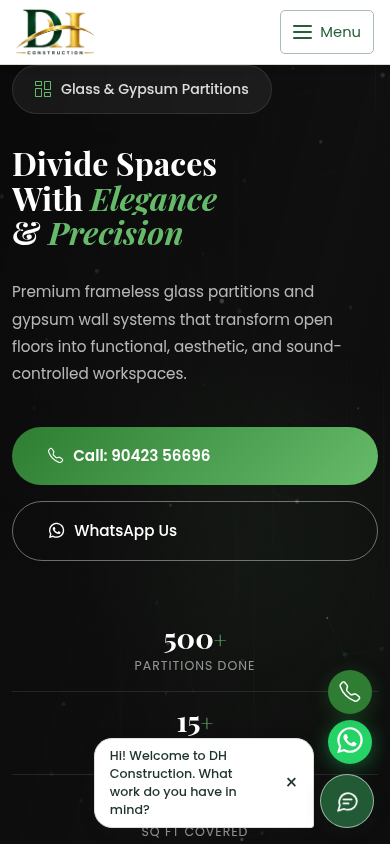 DH
CONSTRUCTION
Menu
Glass & Gypsum Partitions
Divide Spaces
With Elegance
& Precision
Premium frameless glass partitions and
gypsum wall systems that transform open
floors into functional, aesthetic, and sound-
controlled workspaces.
Call: 90423 56696
WhatsApp Us
500+
PARTITIONS DONE
15+
Hi! Welcome to DH
Construction. What
work do you have in
mind?
×
SQ FT COVERED